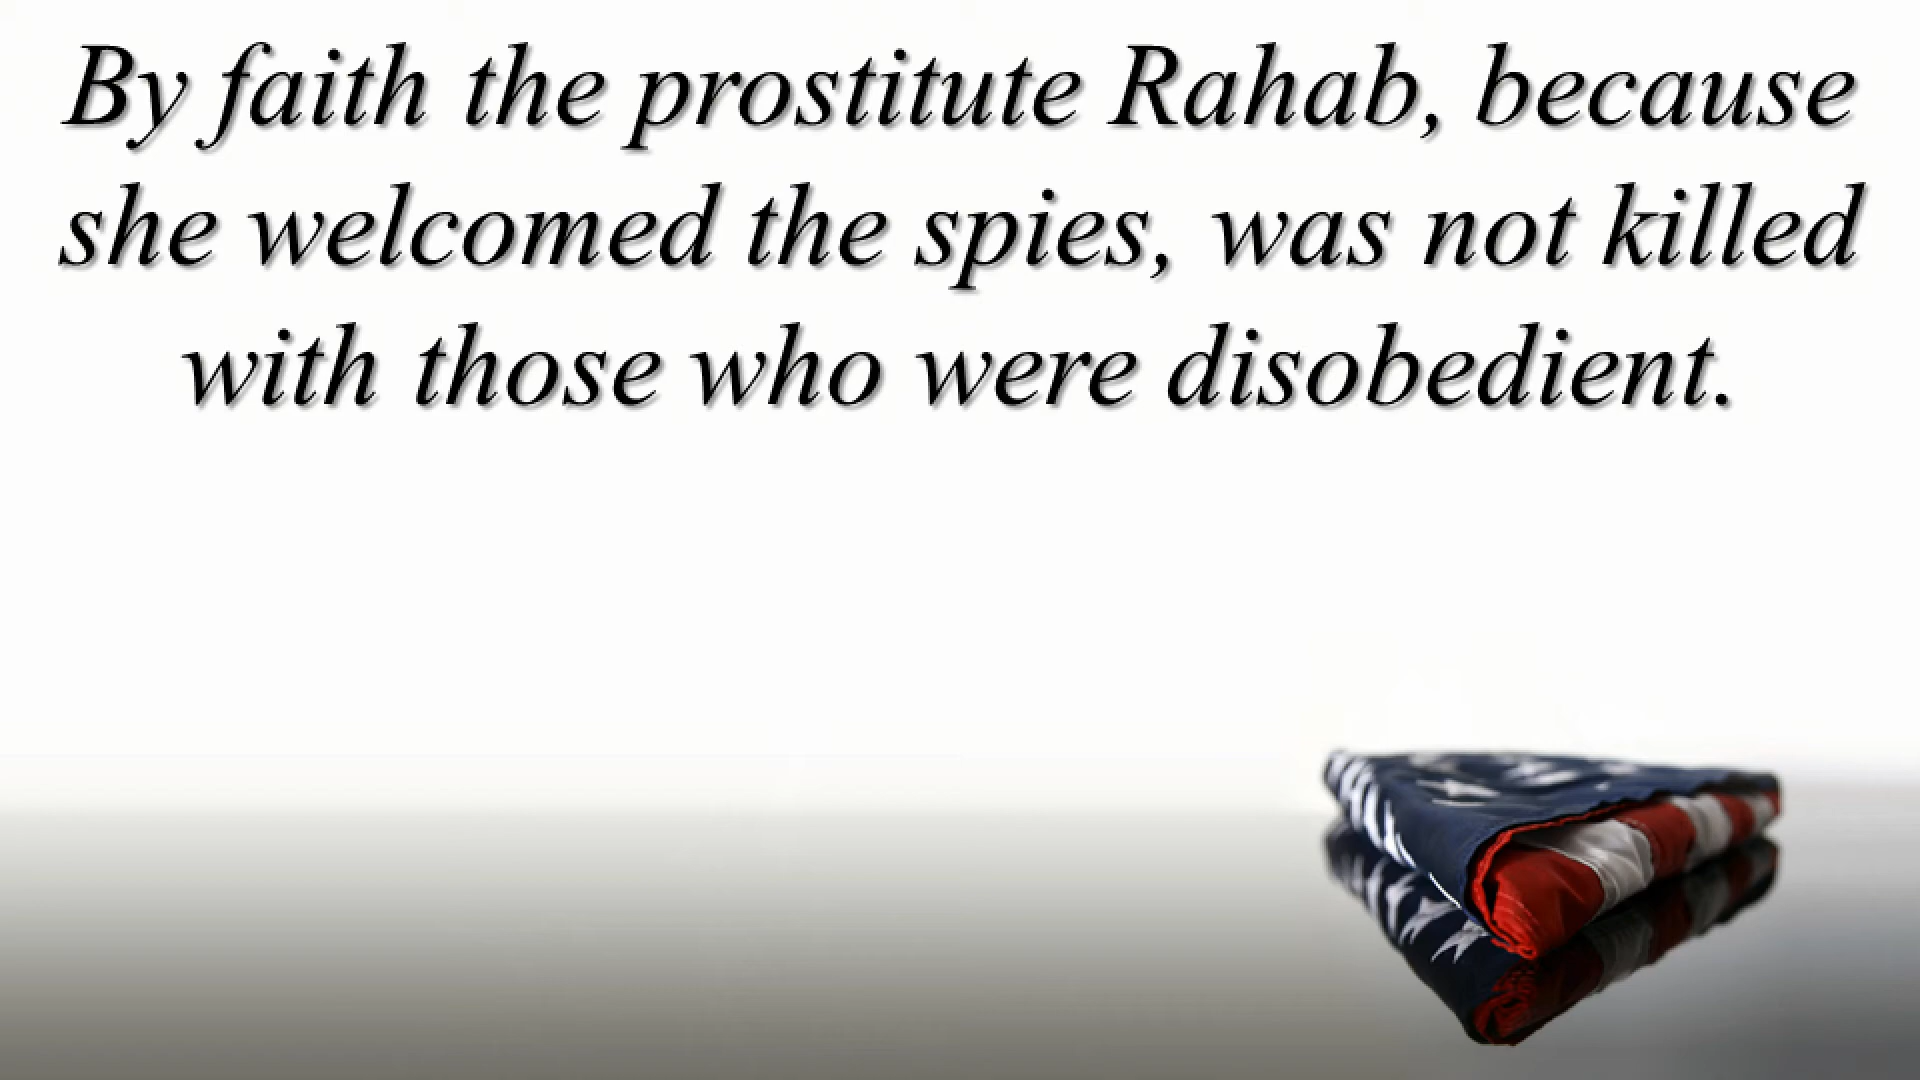 By faith the prostitute Rahab, because
she welcomed the spies, was not killed
with those who were disobedient.